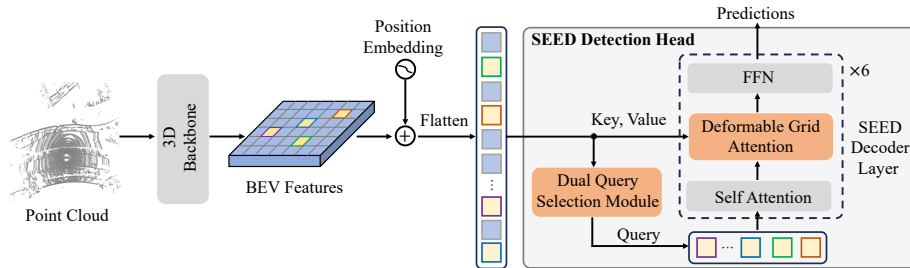 Predictions
Position
Embedding
SEED Detection Head
FFN
×6
3D
Backbone
Flatten
Key, Value
Deformable Grid
Attention
SEED
Decoder
Layer
BEV Features
Dual Query
Selection Module
Self Attention
Point Cloud
...
Query
...